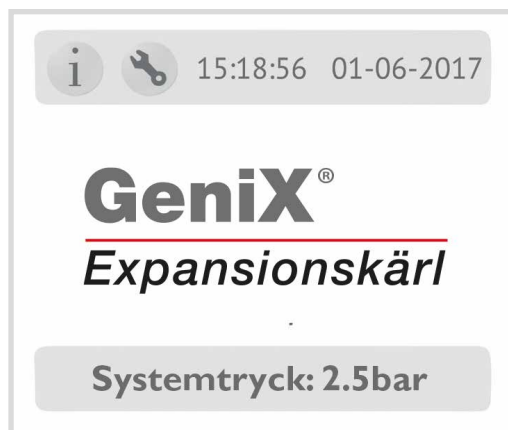 i 15:18:56 01-06-2017
GeniX®
Expansionskärl
Systemtryck: 2.5bar